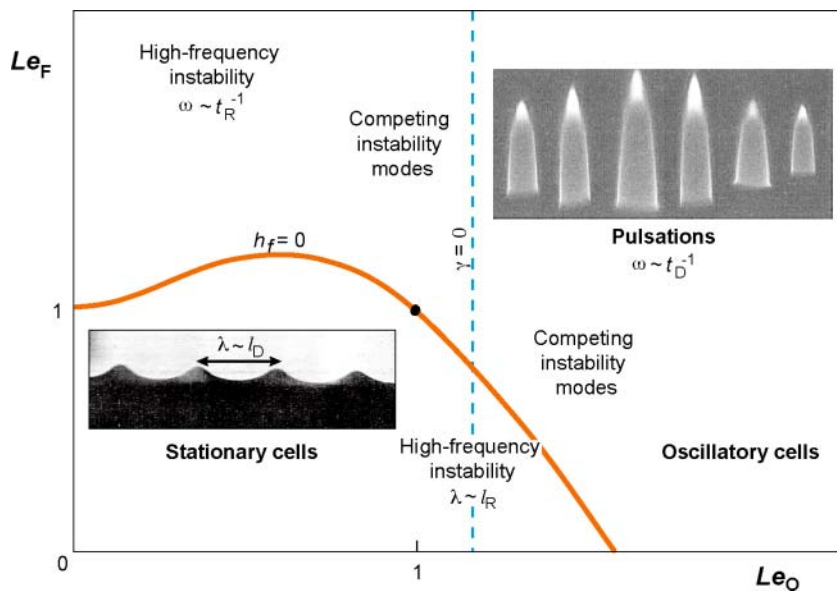 Le_F
High-frequency
instability
ω ~ t_R^-1
Competing
instability
modes
Pulsations
ω ~ t_D^-1
h_f = 0
γ = 0
1
λ ~ l_D
Stationary cells
Competing
instability
modes
High-frequency
instability
λ ~ l_R
Oscillatory cells
0
1
Le_O